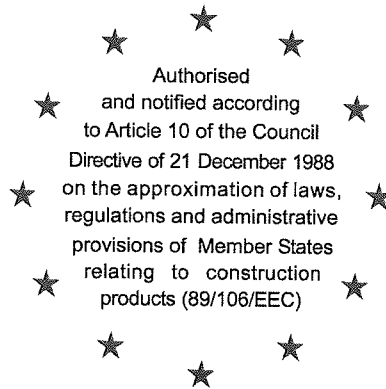 Authorised
and notified according
to Article 10 of the Council
Directive of 21 December 1988
on the approximation of laws,
regulations and administrative
provisions of Member States
relating to construction
products (89/106/EEC)